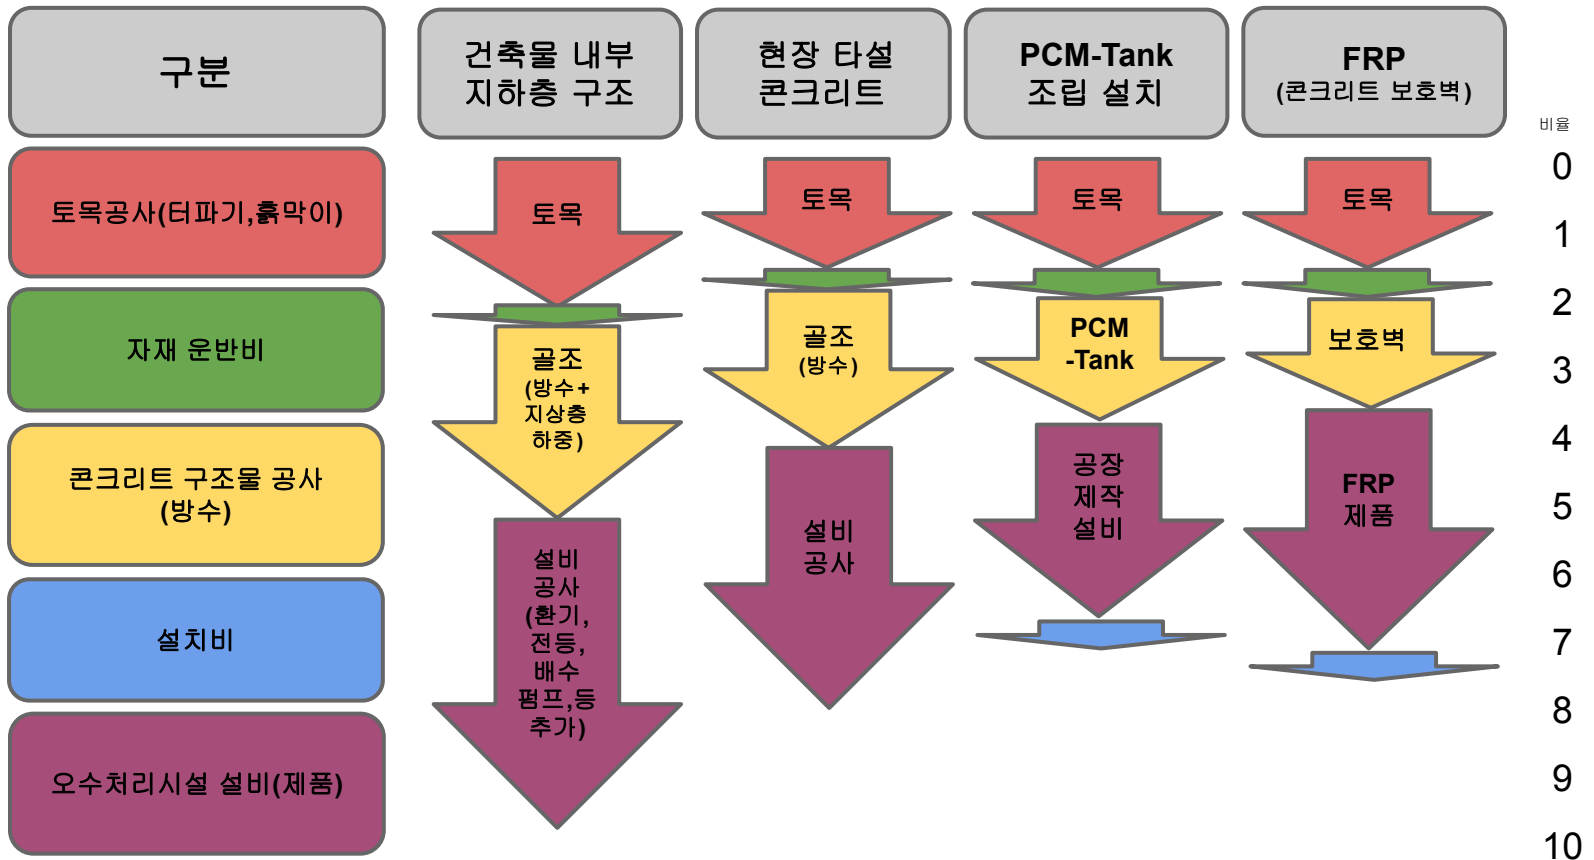 구분
건축물 내부
지하층 구조
현장 타설
콘크리트
PCM-Tank
조립 설치
FRP
(콘크리트 보호벽)
비율
0
1
2
3
4
5
6
7
8
9
10
토목공사(터파기,흙막이)
자재 운반비
콘크리트 구조물 공사
(방수)
설치비
오수처리시설 설비(제품)
토목
골조
(방수+
지상층
하중)
설비
공사
(환기,
전등,
배수
펌프,등
추가)
토목
골조
(방수)
설비
공사
토목
PCM
-Tank
공장
제작
설비
토목
보호벽
FRP
제품